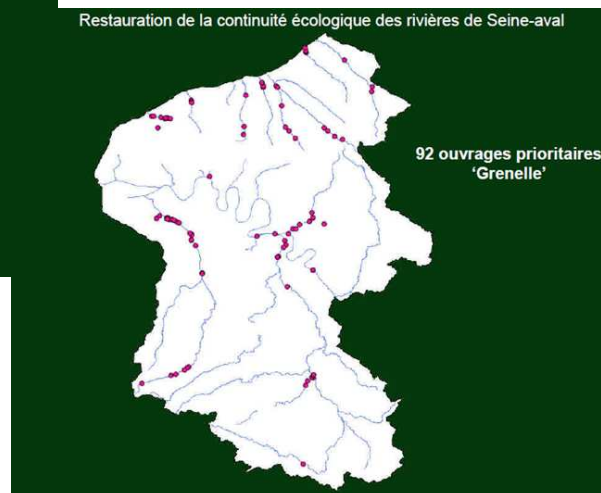 Restauration de la continuité écologique des rivières de Seine-aval
92 ouvrages prioritaires
‘Grenelle’